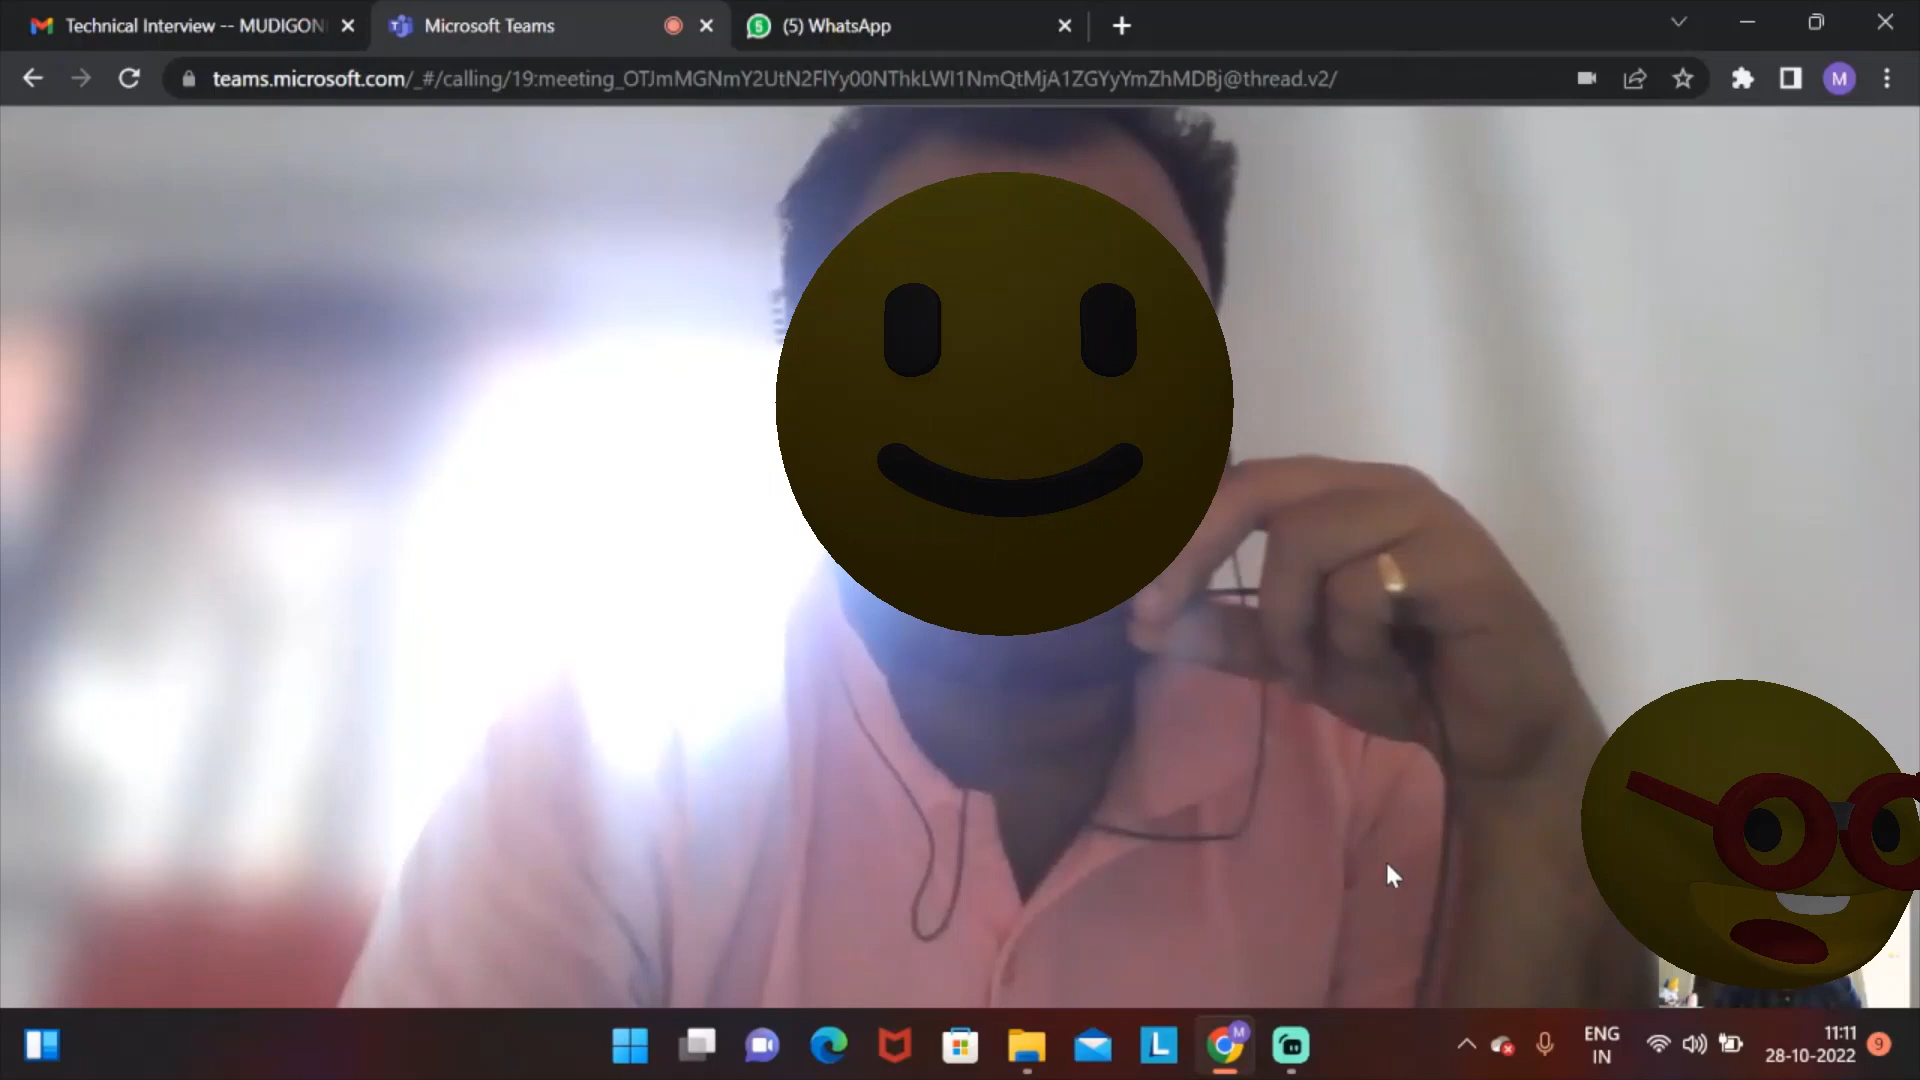 Technical Interview -- MUDIGON
Microsoft Teams
5
(5) WhatsApp
teams.microsoft.com/_#/calling/19:meeting_OTJmMGNmY2UtN2FlYy00NThkLWI1NmQtMjA1ZGYyYmZhMDBj@thread.v2/
M
L
M
ENG
IN
11:11
28-10-2022
9